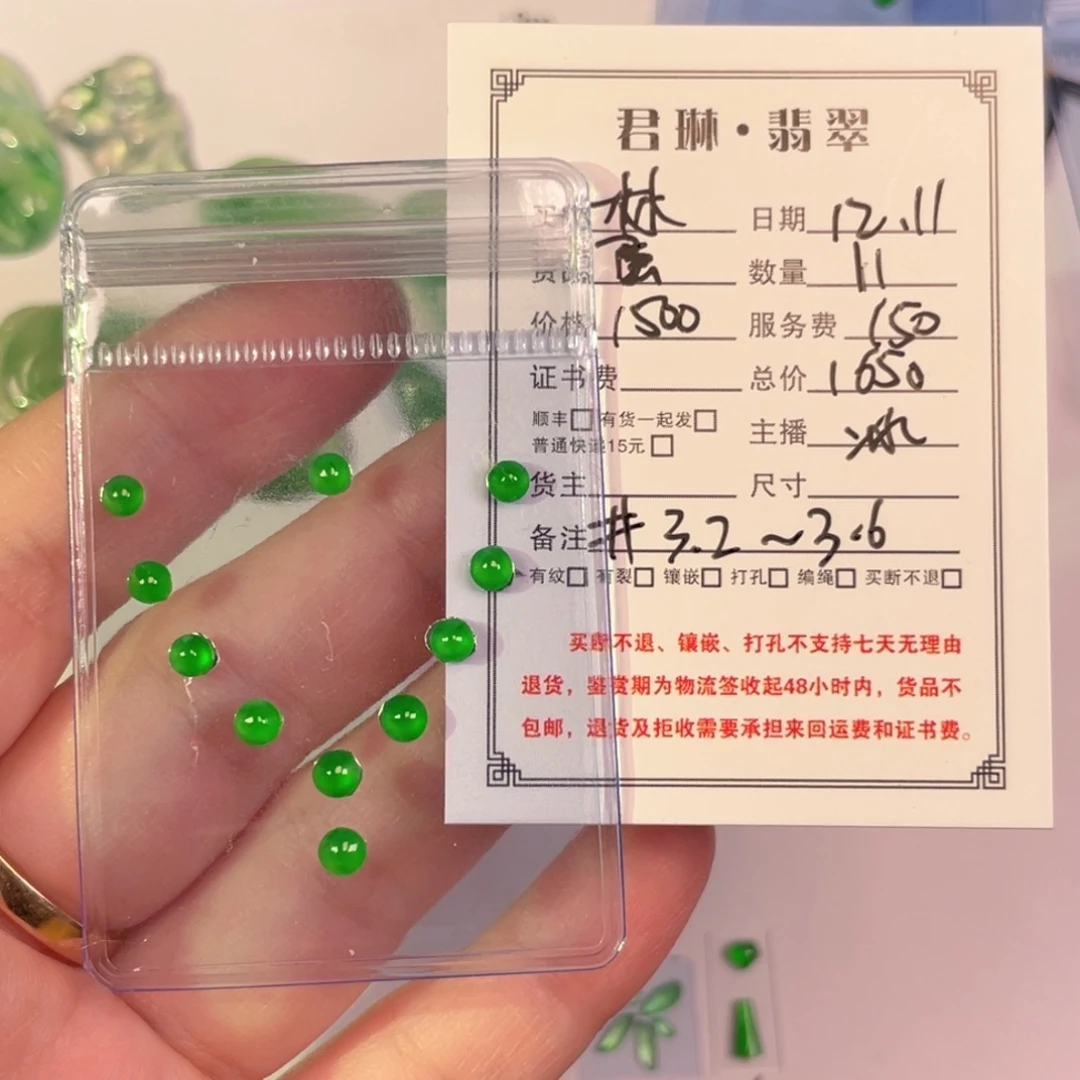 君琳·翡翠
林 日期 12.11
货品 蛋 数量 11
价格 1500 服务费 150
证书费 总价 1650
顺丰 有货一起发
普通快递15元
主播 冰
货主 尺寸
备注 # 3.2~3.6
有纹 有裂 镶嵌 打孔 编绳 买断不退
买断不退、镶嵌、打孔不支持七天无理由
退货，鉴赏期为物流签收起48小时内，货品不
包邮，退货及拒收需要承担来回运费和证书费。